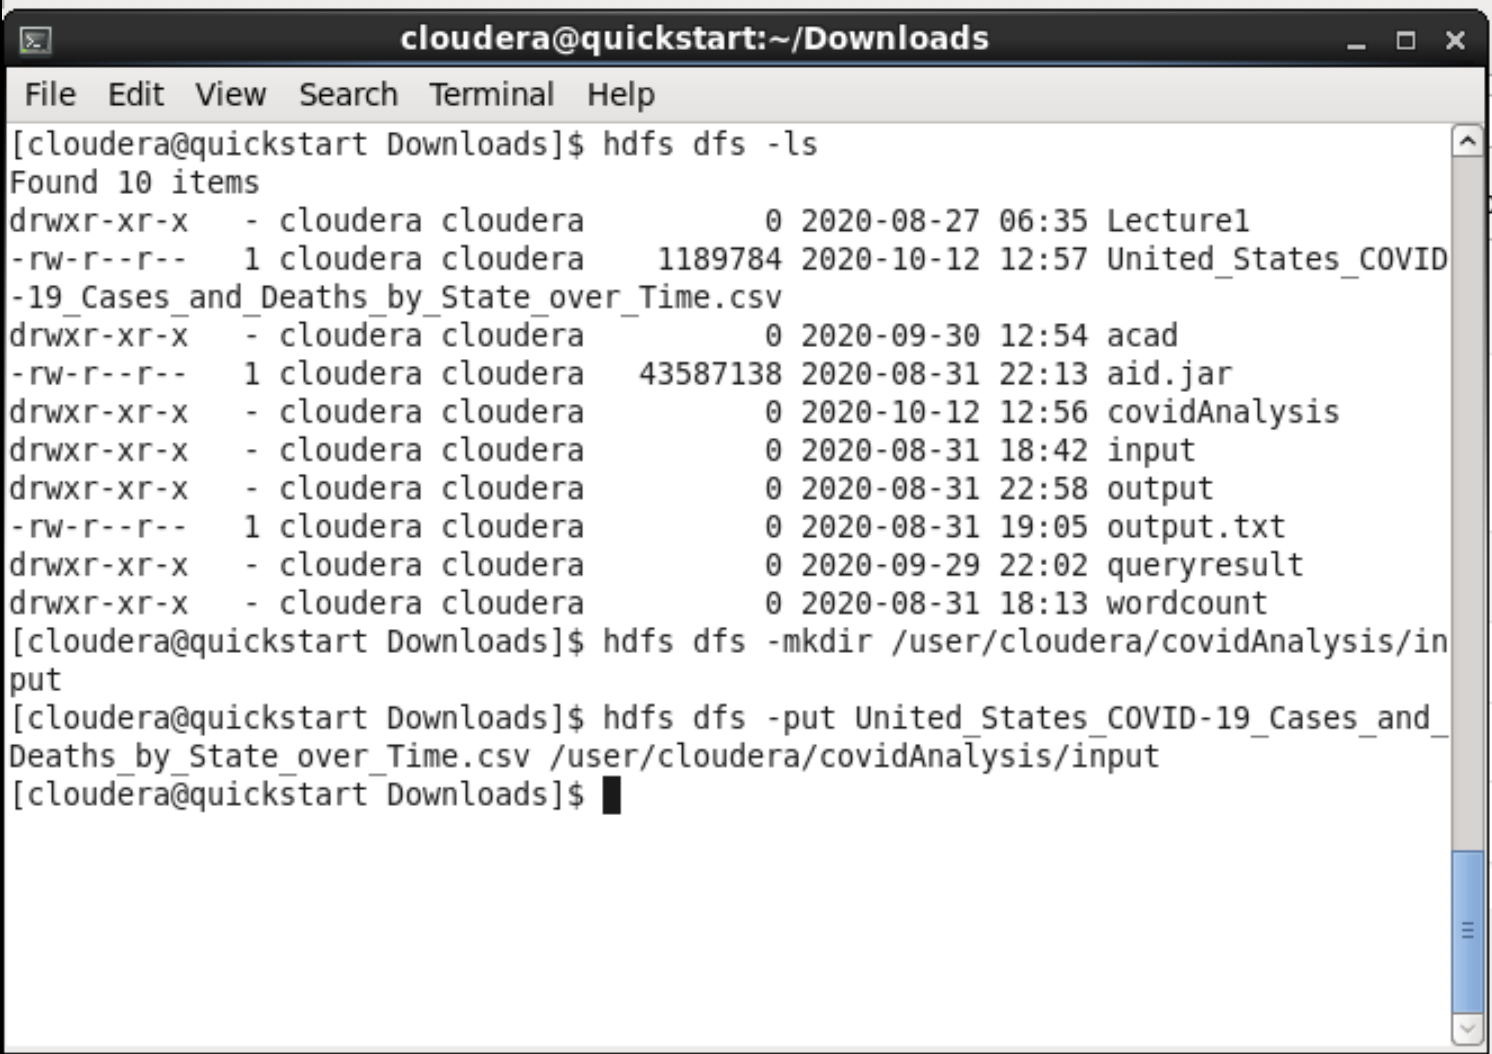 cloudera@quickstart:~/Downloads
File Edit View Search Terminal Help
[cloudera@quickstart Downloads]$ hdfs dfs -ls
Found 10 items
drwxr-xr-x   - cloudera cloudera          0 2020-08-27 06:35 Lecture1
-rw-r--r--   1 cloudera cloudera    1189784 2020-10-12 12:57 United_States_COVID
-19_Cases_and_Deaths_by_State_over_Time.csv
drwxr-xr-x   - cloudera cloudera          0 2020-09-30 12:54 acad
-rw-r--r--   1 cloudera cloudera   43587138 2020-08-31 22:13 aid.jar
drwxr-xr-x   - cloudera cloudera          0 2020-10-12 12:56 covidAnalysis
drwxr-xr-x   - cloudera cloudera          0 2020-08-31 18:42 input
drwxr-xr-x   - cloudera cloudera          0 2020-08-31 22:58 output
-rw-r--r--   1 cloudera cloudera          0 2020-08-31 19:05 output.txt
drwxr-xr-x   - cloudera cloudera          0 2020-09-29 22:02 queryresult
drwxr-xr-x   - cloudera cloudera          0 2020-08-31 18:13 wordcount
[cloudera@quickstart Downloads]$ hdfs dfs -mkdir /user/cloudera/covidAnalysis/in
put
[cloudera@quickstart Downloads]$ hdfs dfs -put United_States_COVID-19_Cases_and_
Deaths_by_State_over_Time.csv /user/cloudera/covidAnalysis/input
[cloudera@quickstart Downloads]$